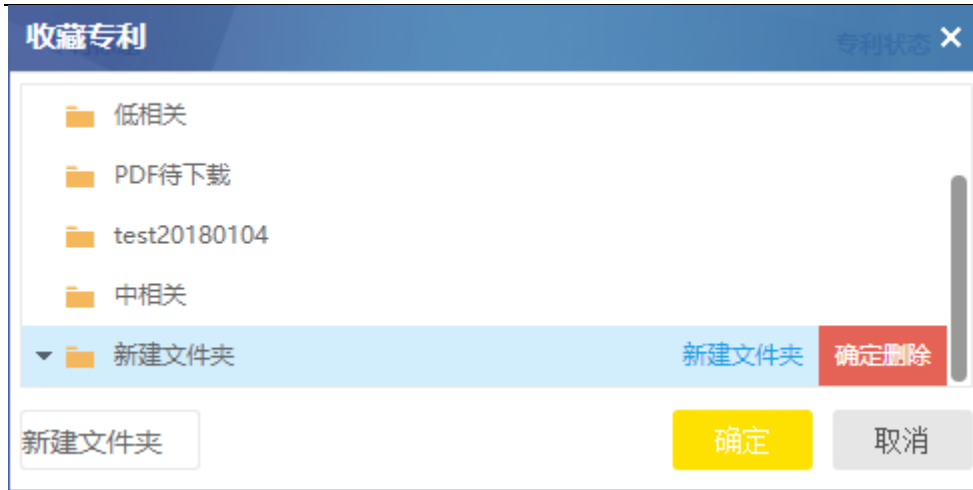 收藏专利
专利状态
低相关
PDF待下载
test20180104
中相关
新建文件夹 新建文件夹 确定删除
新建文件夹 确定 取消